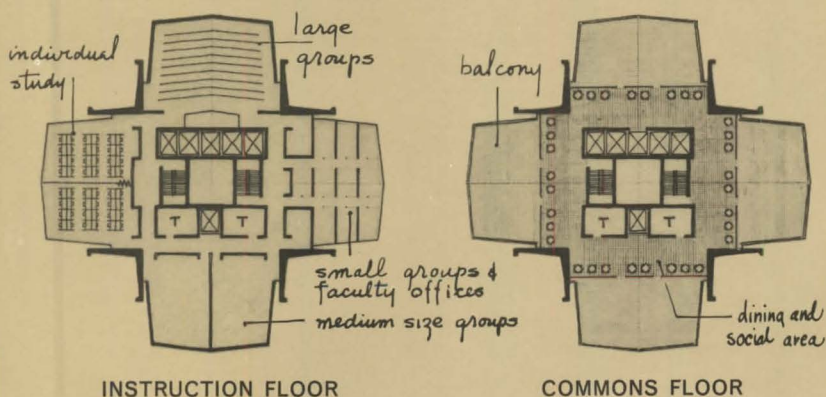 individual
study
large
groups
T
T
small groups &
faculty offices
medium size groups
INSTRUCTION FLOOR
balcony
T
T
dining and
social area
COMMONS FLOOR